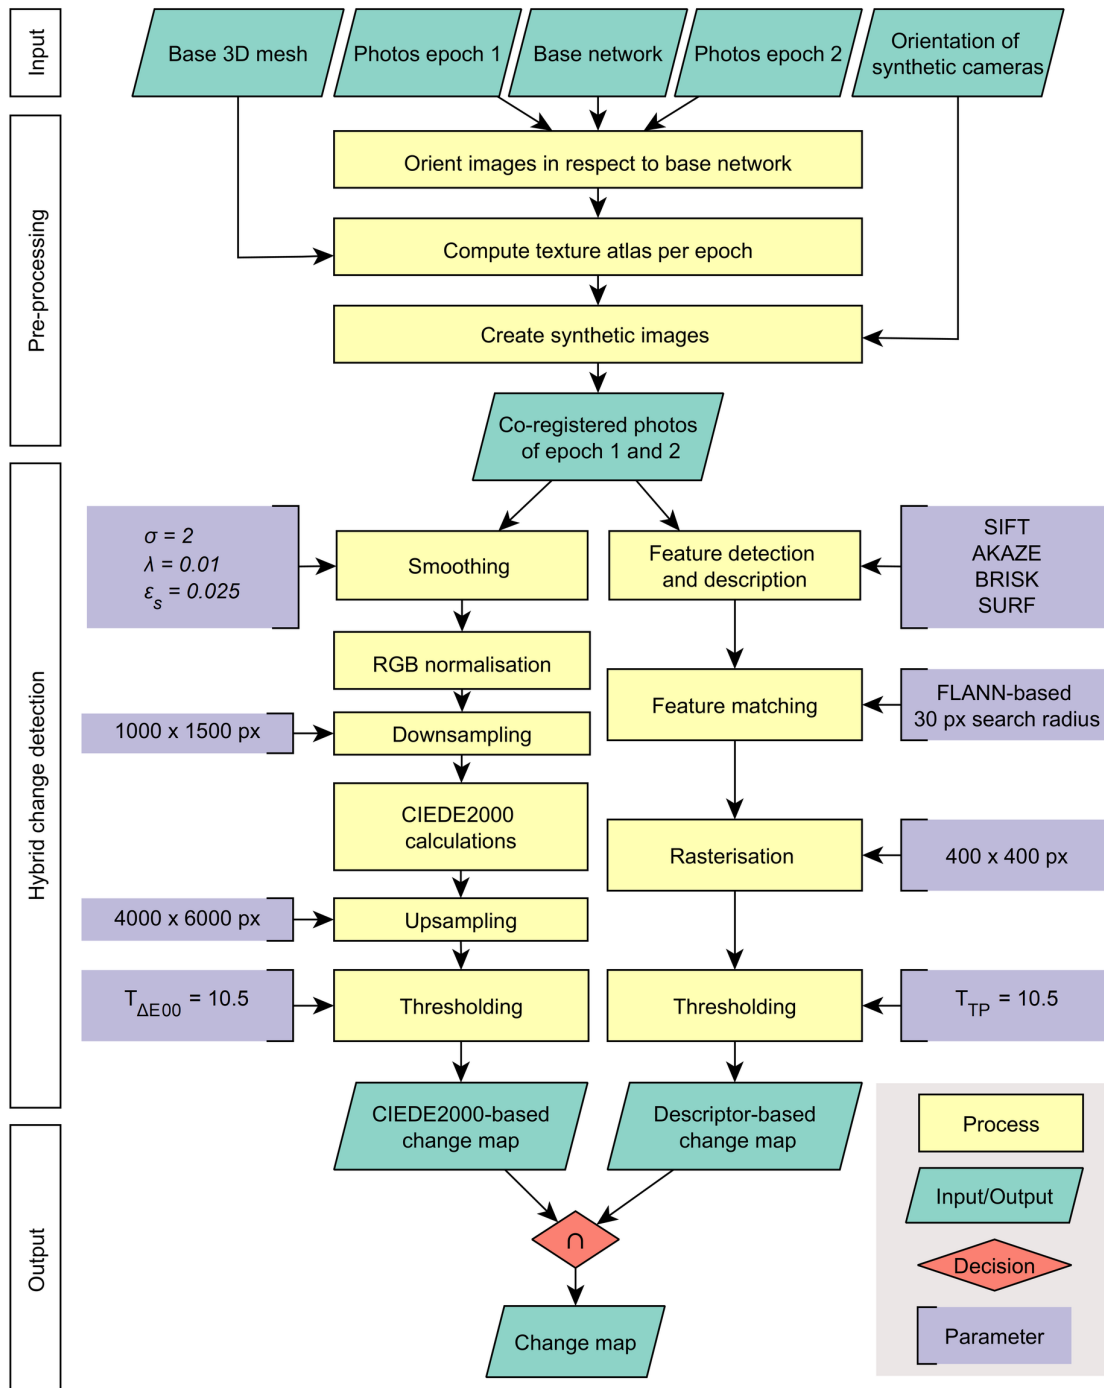 Input
Base 3D mesh
Photos epoch 1
Base network
Photos epoch 2
Orientation of
synthetic cameras
Pre-processing
Orient images in respect to base network
Compute texture atlas per epoch
Create synthetic images
Co-registered photos
of epoch 1 and 2
Hybrid change detection
σ = 2
λ = 0.01
ε_s = 0.025
Smoothing
Feature detection
and description
SIFT
AKAZE
BRISK
SURF
RGB normalisation
Feature matching
FLANN-based
30 px search radius
1000 x 1500 px
Downsampling
CIEDE2000
calculations
Rasterisation
400 x 400 px
4000 x 6000 px
Upsampling
T_ΔE00 = 10.5
Thresholding
Thresholding
T_TP = 10.5
Output
CIEDE2000-based
change map
Descriptor-based
change map
∩
Change map
Process
Input/Output
Decision
Parameter